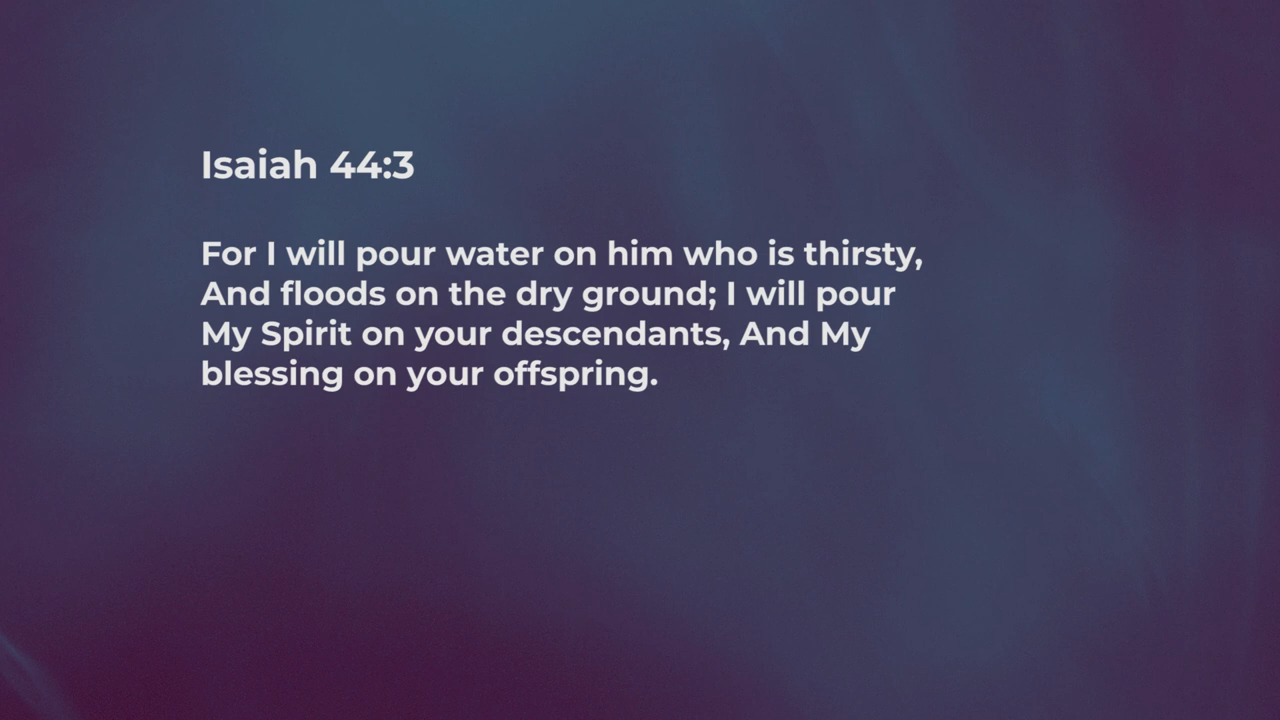 Isaiah 44:3
For I will pour water on him who is thirsty,
And floods on the dry ground; I will pour
My Spirit on your descendants, And My
blessing on your offspring.